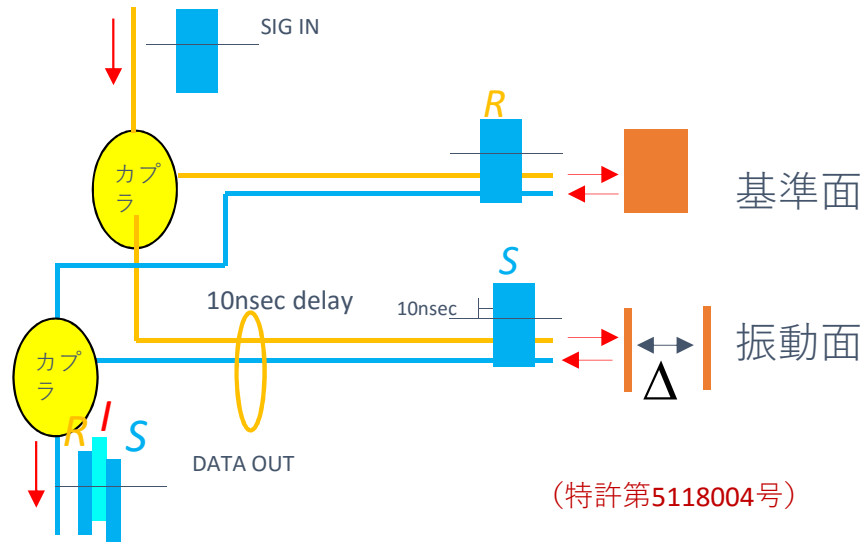 SIG IN
R
カプ
ラ
基準面
S
10nsec delay
10nsec
振動面
カプ
ラ
Δ
R I S
DATA OUT
（特許第5118004号）